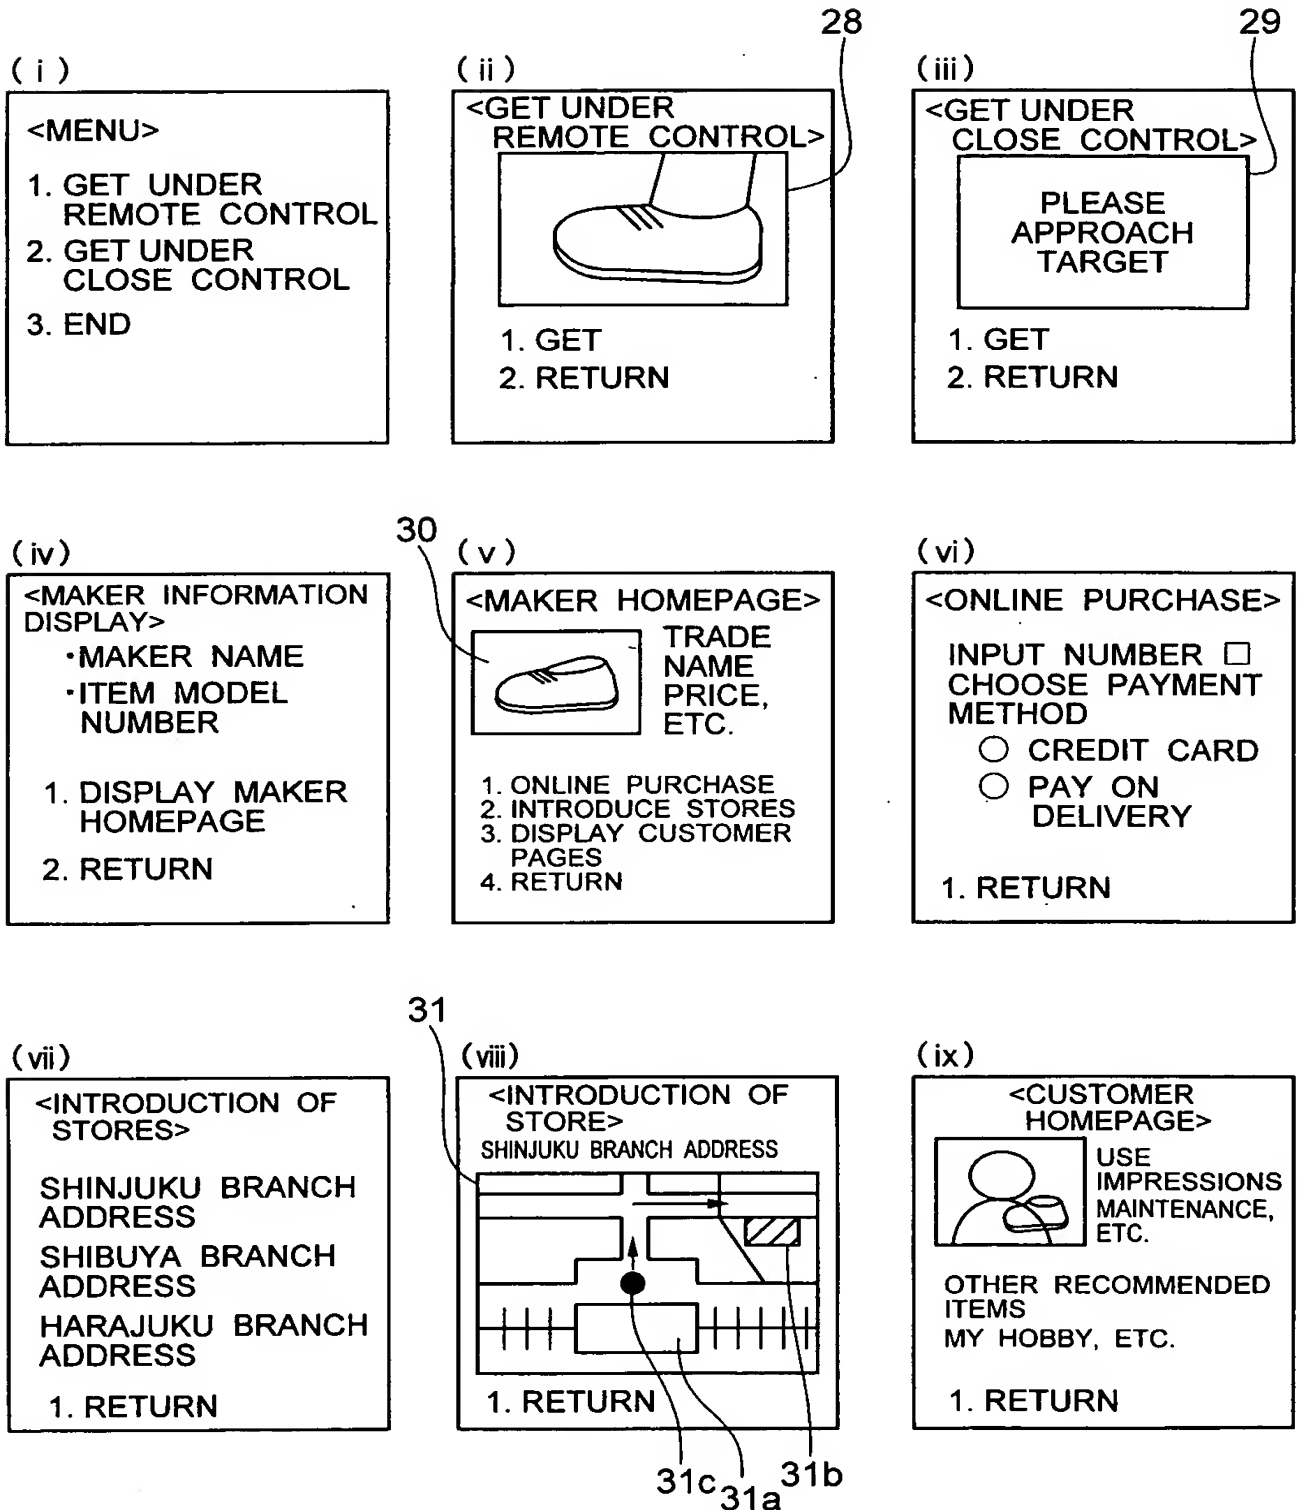 28
29
(i)
<MENU>
1. GET UNDER
REMOTE CONTROL
2. GET UNDER
CLOSE CONTROL
3. END
(ii)
<GET UNDER
REMOTE CONTROL>
1. GET
2. RETURN
(iii)
<GET UNDER
CLOSE CONTROL>
PLEASE
APPROACH
TARGET
1. GET
2. RETURN
30
(iv)
<MAKER INFORMATION
DISPLAY>
・MAKER NAME
・ITEM MODEL
NUMBER
1. DISPLAY MAKER
HOMEPAGE
2. RETURN
(v)
<MAKER HOMEPAGE>
TRADE
NAME
PRICE,
ETC.
1. ONLINE PURCHASE
2. INTRODUCE STORES
3. DISPLAY CUSTOMER
PAGES
4. RETURN
(vi)
<ONLINE PURCHASE>
INPUT NUMBER □
CHOOSE PAYMENT
METHOD
○ CREDIT CARD
○ PAY ON
DELIVERY
1. RETURN
31
(vii)
<INTRODUCTION OF
STORES>
SHINJUKU BRANCH
ADDRESS
SHIBUYA BRANCH
ADDRESS
HARAJUKU BRANCH
ADDRESS
1. RETURN
(viii)
<INTRODUCTION OF
STORE>
SHINJUKU BRANCH ADDRESS
1. RETURN
31c
31a
31b
(ix)
<CUSTOMER
HOMEPAGE>
USE
IMPRESSIONS
MAINTENANCE,
ETC.
OTHER RECOMMENDED
ITEMS
MY HOBBY, ETC.
1. RETURN